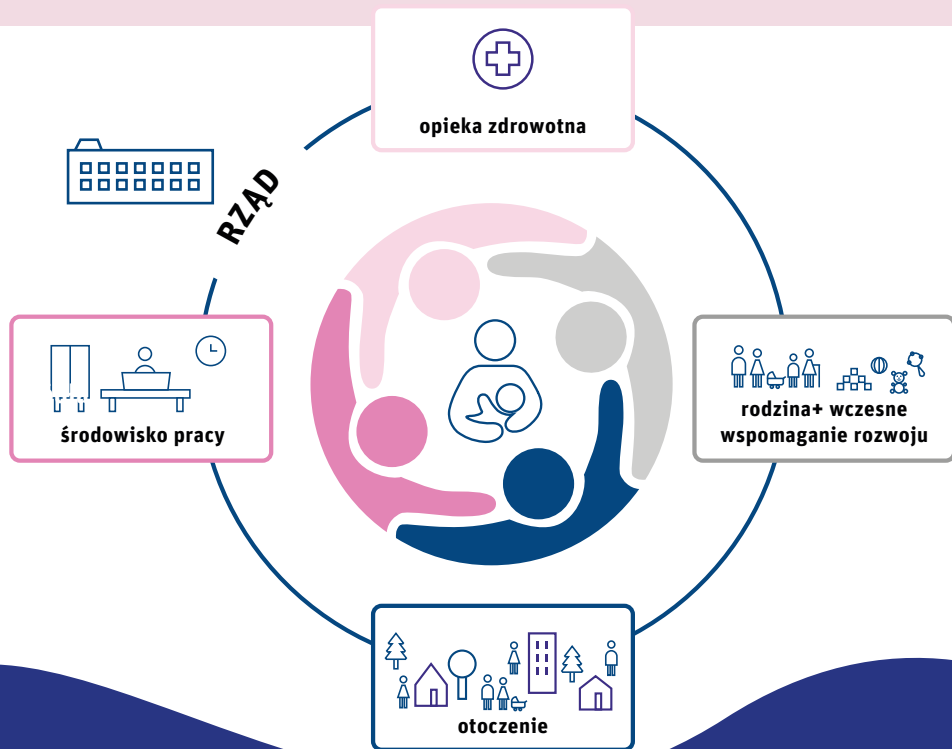 opieka zdrowotna
RZĄD
środowisko pracy
rodzina+ wczesne
wspomaganie rozwoju
otoczenie